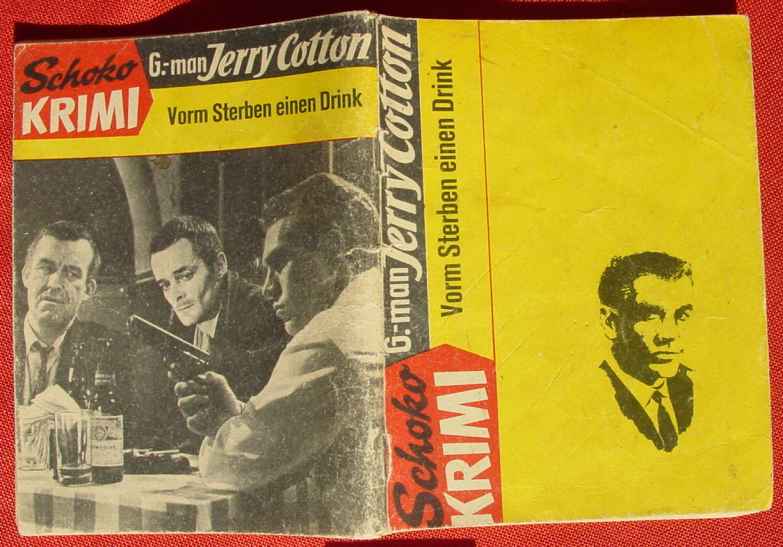 Schoko
KRIMI
G.-man Jerry Cotton
Vorm Sterben einen Drink
G.-man Jerry Cotton
Vorm Sterben einen Drink
Schoko
KRIMI